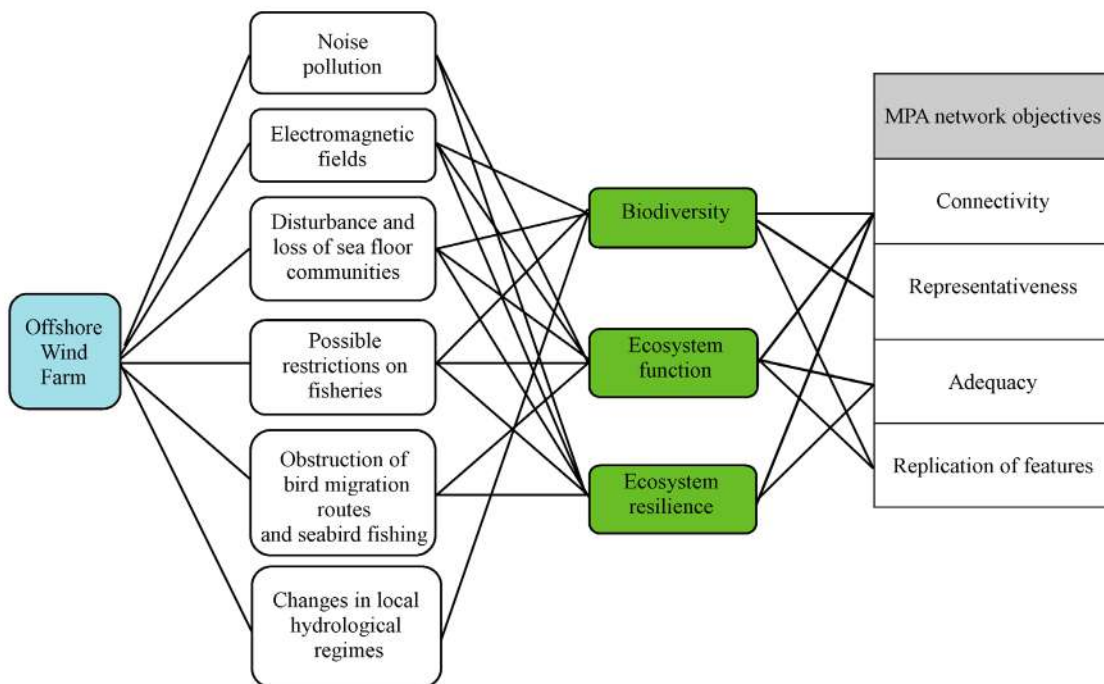 Offshore
Wind
Farm
Noise
pollution
Electromagnetic
fields
Disturbance and
loss of sea floor
communities
Possible
restrictions on
fisheries
Obstruction of
bird migration
routes
and seabird fishing
Changes in local
hydrological
regimes
Biodiversity
Ecosystem
function
Ecosystem
resilience
MPA network objectives
Connectivity
Representativeness
Adequacy
Replication of features